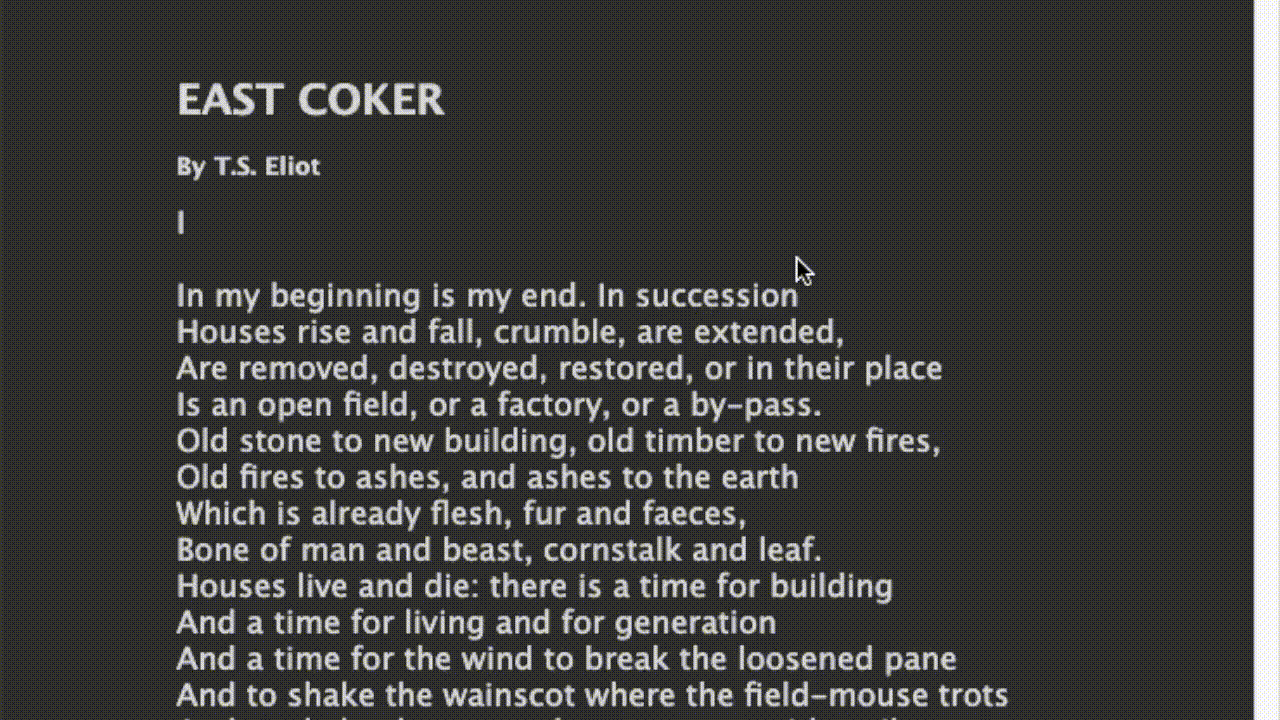 EAST COKER
By T.S. Eliot
I
In my beginning is my end. In succession
Houses rise and fall, crumble, are extended,
Are removed, destroyed, restored, or in their place
Is an open field, or a factory, or a by-pass.
Old stone to new building, old timber to new fires,
Old fires to ashes, and ashes to the earth
Which is already flesh, fur and faeces,
Bone of man and beast, cornstalk and leaf.
Houses live and die: there is a time for building
And a time for living and for generation
And a time for the wind to break the loosened pane
And to shake the wainscot where the field-mouse trots